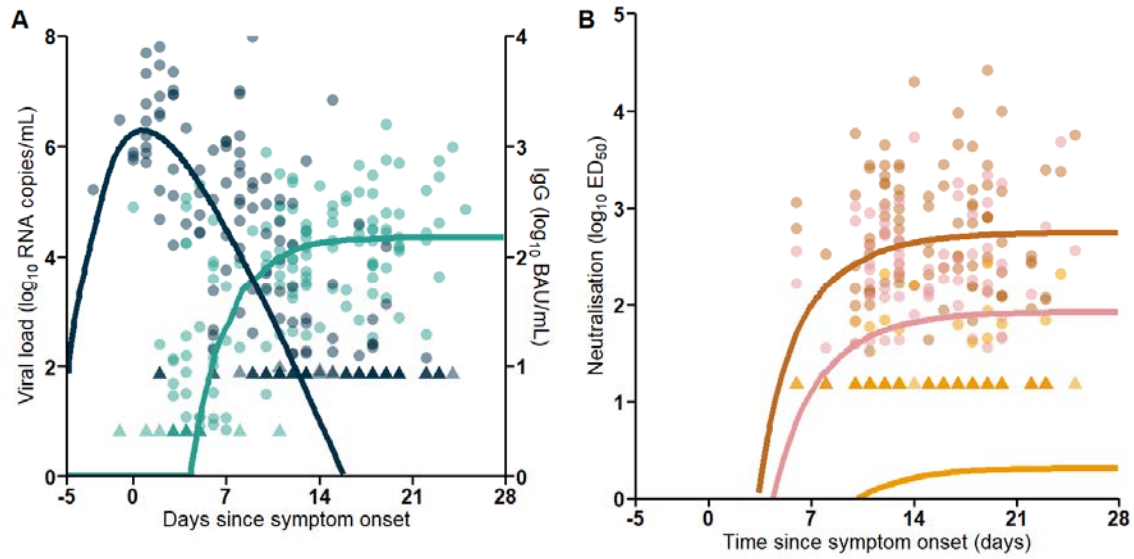 A
8
6
4
2
0
Viral load (log10 RNA copies/mL)
4
3
2
1
0
IgG (log10 BAU/mL)
-5 0 7 14 21 28
Days since symptom onset
B
5
4
3
2
1
0
Neutralisation (log10 ED50)
-5 0 7 14 21 28
Time since symptom onset (days)